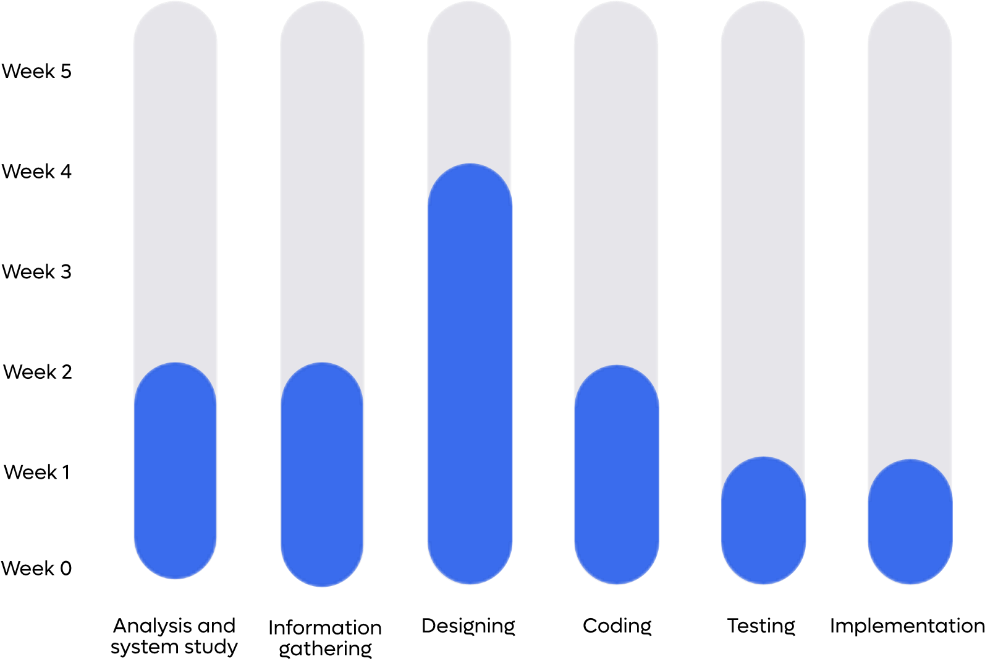 Week 5
Week 4
Week 3
Week 2
Week 1
Week 0
Analysis and
system study
Information
gathering
Designing
Coding
Testing
Implementation